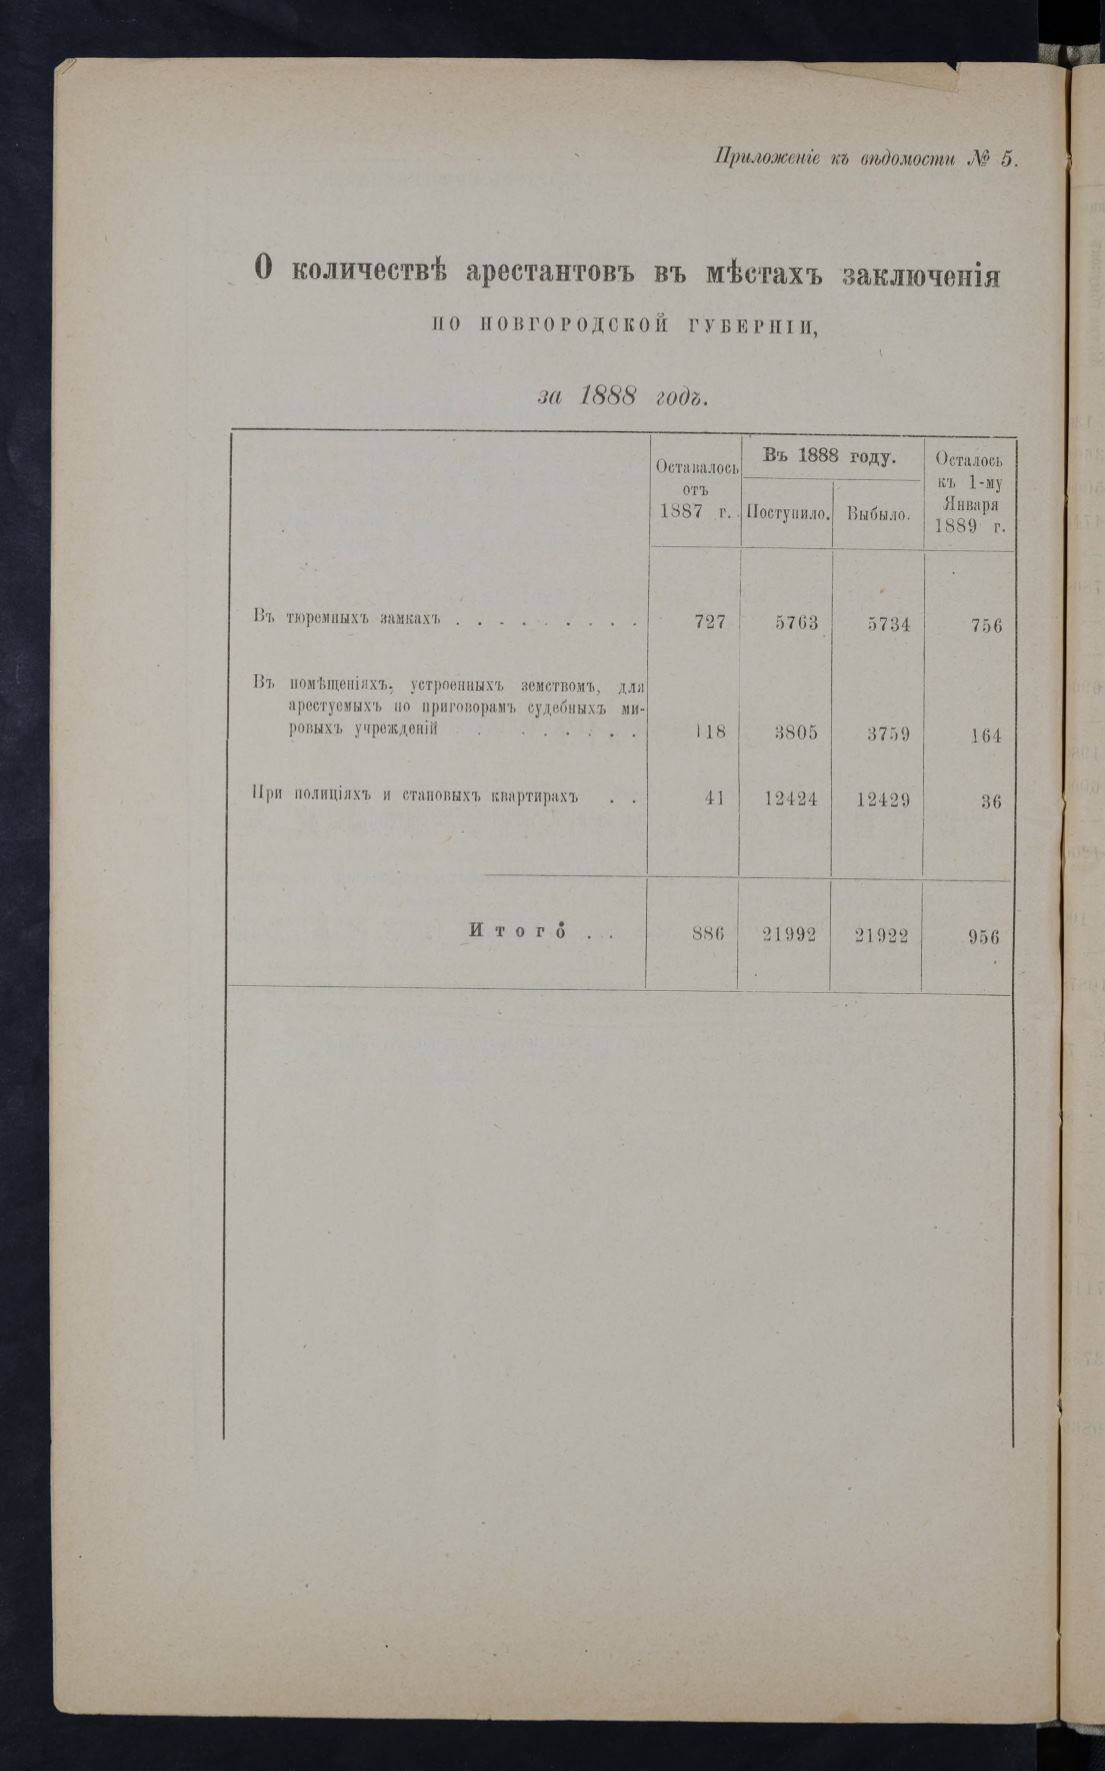 Приложеніе къ вѣдомости № 5.
О количествѣ арестантовъ въ мѣстахъ заключенія
ПО НОВГОРОДСКОЙ ГУБЕРНІИ,
за 1888 годъ.
Оставалось отъ 1887 г. Въ 1888 году. Поступило. Выбыло. Осталось къ 1-му Января 1889 г.
Въ тюремныхъ замкахъ . . . . . . . . . 727 5763 5734 756
Въ помѣщеніяхъ, устроенныхъ земствомъ, для
арестуемыхъ по приговорамъ судебныхъ ми-
ровыхъ учрежденій . . . . . . . 118 3805 3759 164
При полиціяхъ и становыхъ квартирахъ . . 41 12424 12429 36
Итого . . 886 21992 21922 956